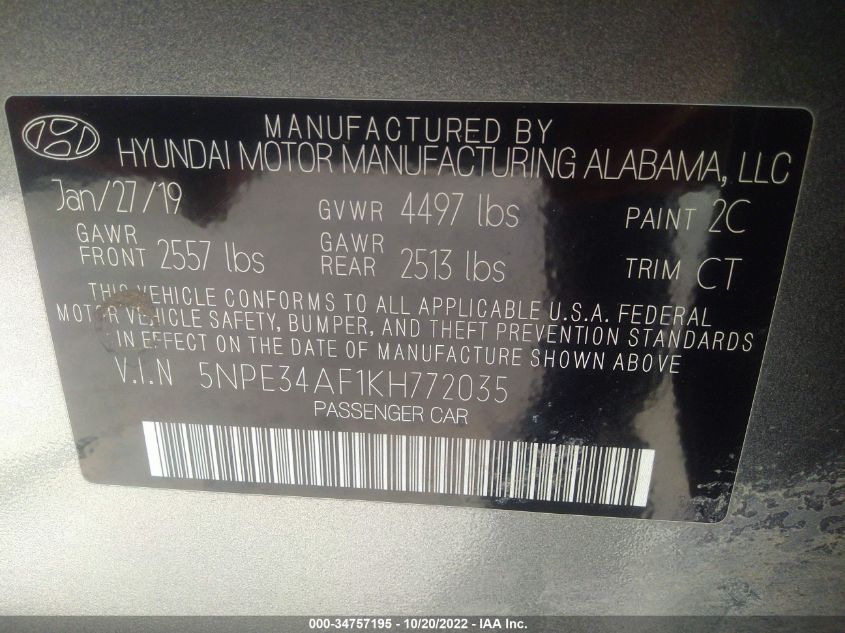 MANUFACTURED BY
HYUNDAI MOTOR MANUFACTURING ALABAMA, LLC
Jan/27/19 GVWR 4497 lbs PAINT 2C
GAWR FRONT 2557 lbs GAWR REAR 2513 lbs TRIM CT
THIS VEHICLE CONFORMS TO ALL APPLICABLE U.S.A. FEDERAL
MOTOR VEHICLE SAFETY, BUMPER, AND THEFT PREVENTION STANDARDS
IN EFFECT ON THE DATE OF MANUFACTURE SHOWN ABOVE
V.I.N 5NPE34AF1KH772035
PASSENGER CAR
000-34757195 - 10/20/2022 - IAA Inc.